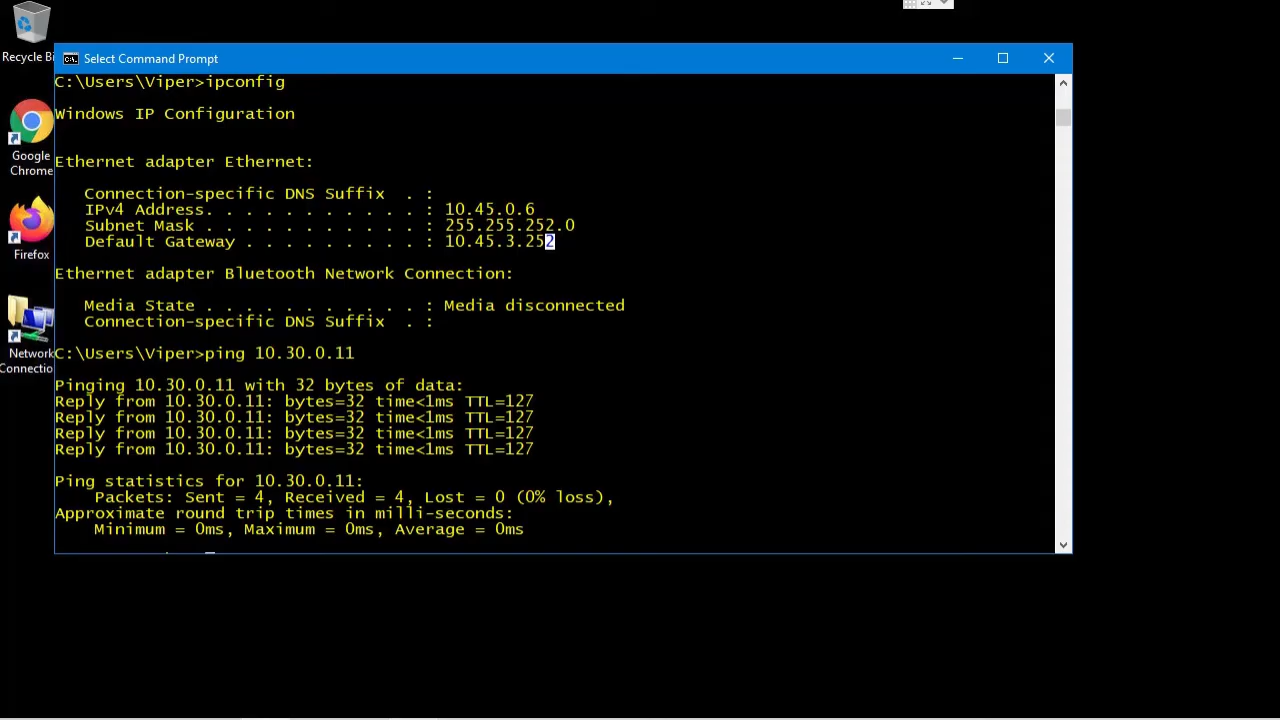 Recycle Bi
Google
Chrome
Firefox
Network
Connectio
Select Command Prompt
C:\Users\Viper>ipconfig
Windows IP Configuration
Ethernet adapter Ethernet:
Connection-specific DNS Suffix . :
IPv4 Address. . . . . . . . . . . : 10.45.0.6
Subnet Mask . . . . . . . . . . . : 255.255.252.0
Default Gateway . . . . . . . . . : 10.45.3.252
Ethernet adapter Bluetooth Network Connection:
Media State . . . . . . . . . . . : Media disconnected
Connection-specific DNS Suffix . :
C:\Users\Viper>ping 10.30.0.11
Pinging 10.30.0.11 with 32 bytes of data:
Reply from 10.30.0.11: bytes=32 time<1ms TTL=127
Reply from 10.30.0.11: bytes=32 time<1ms TTL=127
Reply from 10.30.0.11: bytes=32 time<1ms TTL=127
Reply from 10.30.0.11: bytes=32 time<1ms TTL=127
Ping statistics for 10.30.0.11:
Packets: Sent = 4, Received = 4, Lost = 0 (0% loss),
Approximate round trip times in milli-seconds:
Minimum = 0ms, Maximum = 0ms, Average = 0ms